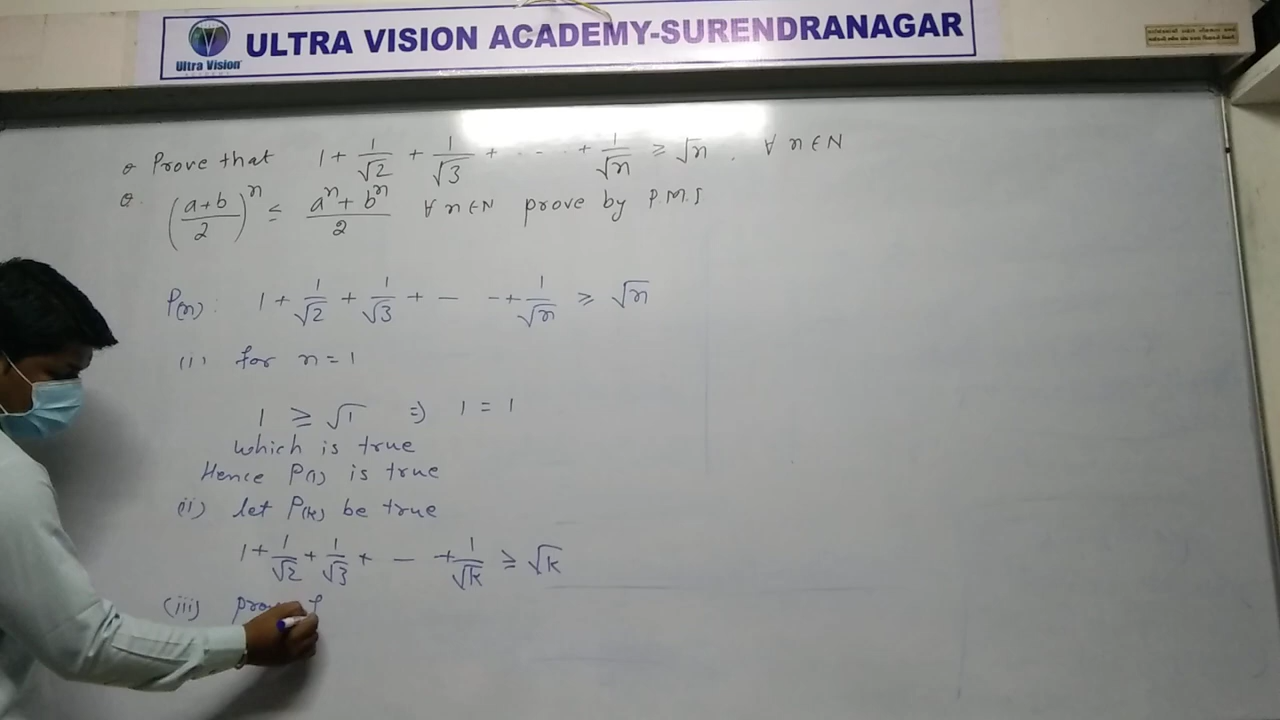 ULTRA VISION ACADEMY-SURENDRANAGAR
Ultra Vision
Prove that 1 + 1/√2 + 1/√3 + - - - + 1/√n ≥ √n . ∀ n ∈ N
Q. ((a+b)/2)^n ≤ (a^n + b^n)/2 ∀ n ∈ N prove by P.M.I
P(n) : 1 + 1/√2 + 1/√3 + - - + 1/√n ≥ √n
(i) for n = 1
1 ≥ √1 ⇒ 1 = 1
which is true
Hence P(1) is true
(ii) let P(k) be true
1 + 1/√2 + 1/√3 + - + 1/√k ≥ √k
(iii)